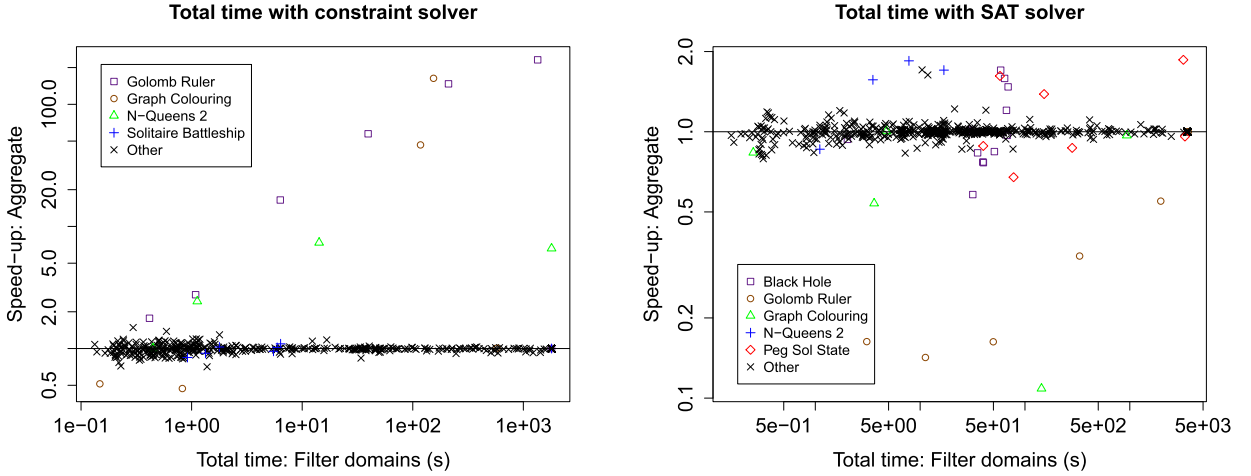 Total time with constraint solver
Speed−up: Aggregate
100.0
20.0
5.0
2.0
0.5
Golomb Ruler
Graph Colouring
N−Queens 2
Solitaire Battleship
Other
1e−01
1e+00
1e+01
1e+02
1e+03
Total time: Filter domains (s)
Total time with SAT solver
Speed−up: Aggregate
2.0
1.0
0.5
0.2
0.1
Black Hole
Golomb Ruler
Graph Colouring
N−Queens 2
Peg Sol State
Other
5e−01
5e+00
5e+01
5e+02
5e+03
Total time: Filter domains (s)